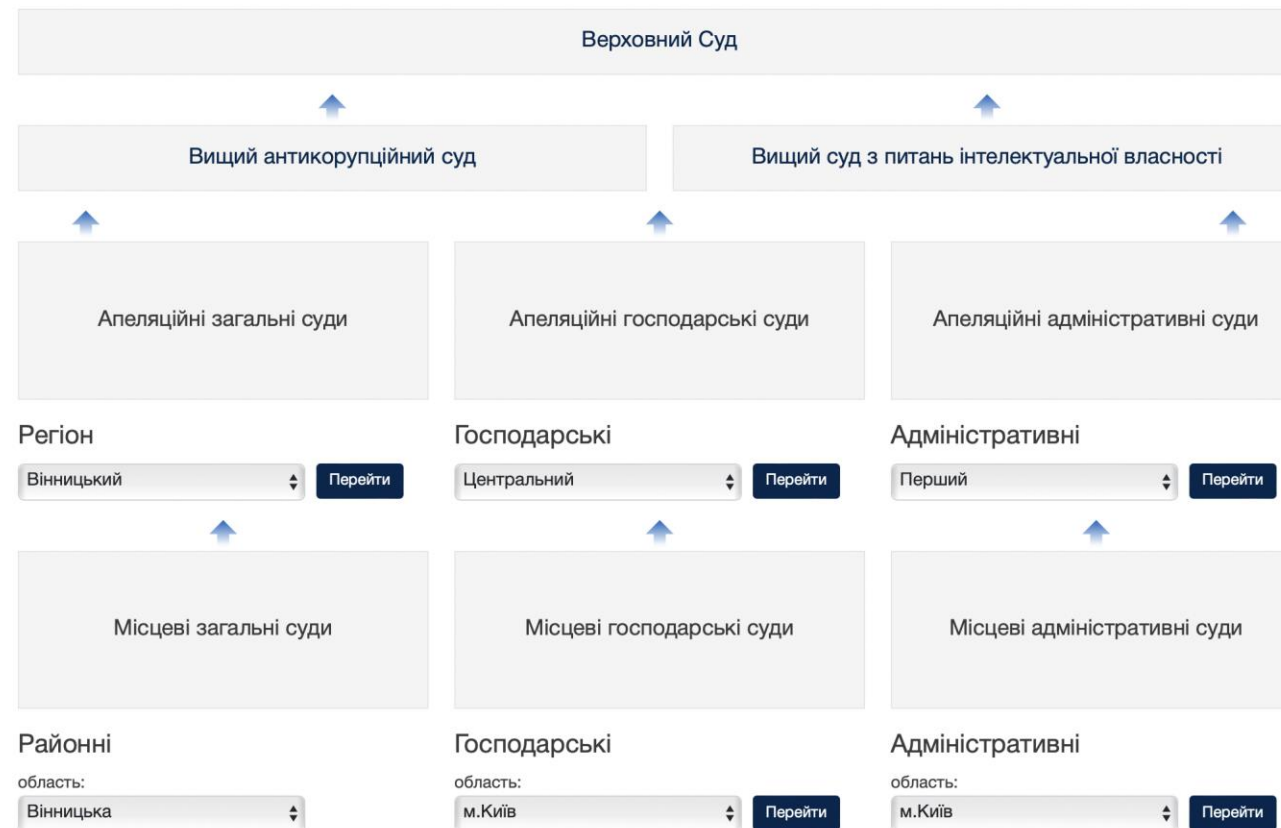 Верховний Суд
Вищий антикорупційний суд
Вищий суд з питань інтелектуальної власності
Апеляційні загальні суди
Апеляційні господарські суди
Апеляційні адміністративні суди
Регіон
Господарські
Адміністративні
Вінницький
Перейти
Центральний
Перейти
Перший
Перейти
Місцеві загальні суди
Місцеві господарські суди
Місцеві адміністративні суди
Районні
Господарські
Адміністративні
область:
область:
область:
Вінницька
м.Київ
Перейти
м.Київ
Перейти